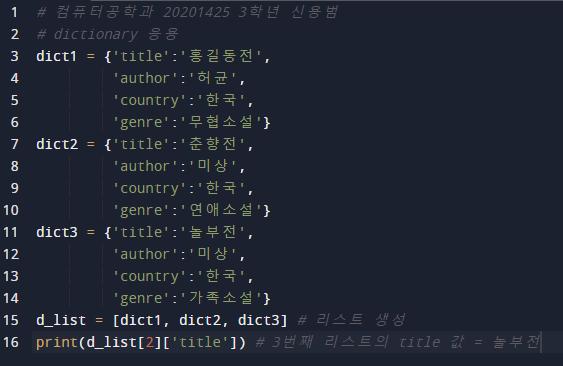 1 # 컴퓨터공학과 20201425 3학년 신용범
2 # dictionary 응용
3 dict1 = {'title':'홍길동전',
4 'author':'허균',
5 'country':'한국',
6 'genre':'무협소설'}
7 dict2 = {'title':'춘향전',
8 'author':'미상',
9 'country':'한국',
10 'genre':'연애소설'}
11 dict3 = {'title':'놀부전',
12 'author':'미상',
13 'country':'한국',
14 'genre':'가족소설'}
15 d_list = [dict1, dict2, dict3] # 리스트 생성
16 print(d_list[2]['title']) # 3번째 리스트의 title 값 = 놀부전